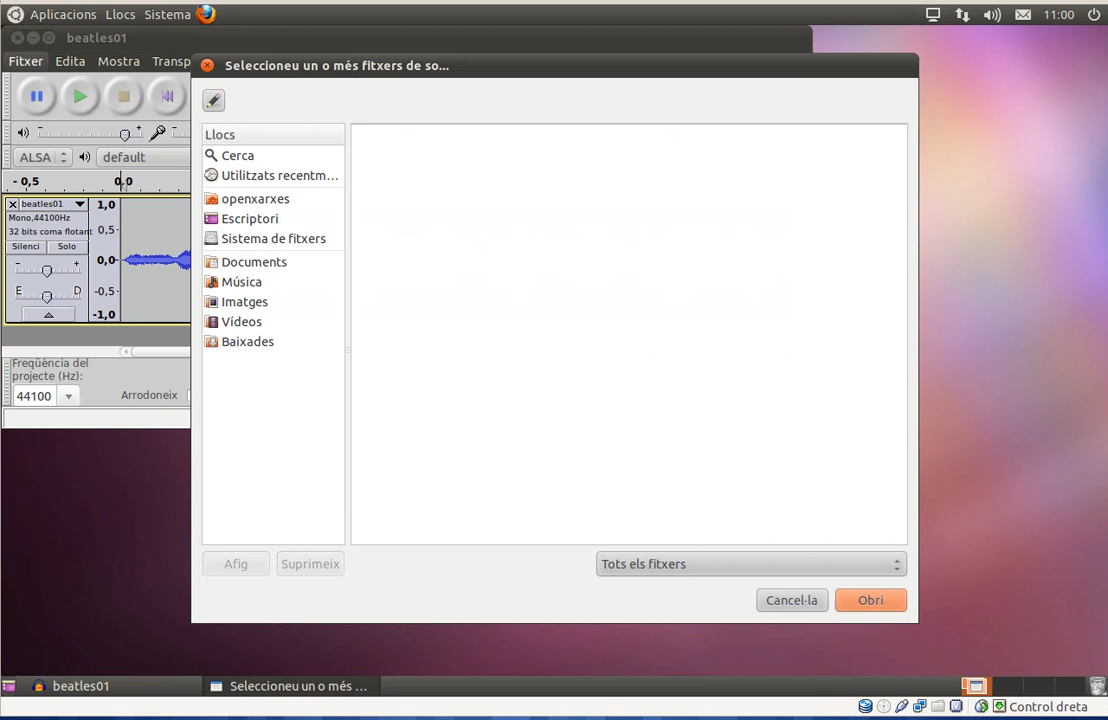 Aplicacions Llocs Sistema 11:00
beatles01
Fitxer Edita Mostra Transp
Seleccioneu un o més fitxers de so...
Llocs
Cerca
Utilitzats recentm...
openxarxes
Escriptori
Sistema de fitxers
Documents
Música
Imatges
Vídeos
Baixades
ALSA default
- 0,5 0,0
beatles01 1,0
Mono,44100Hz
32 bits coma flotant 0,5-
Silenci Solo
- + 0,0-
E D -0,5-
-1,0
Freqüència del
projecte (Hz):
44100 Arrodoneix
Afig Suprimeix Tots els fitxers
Cancel·la Obri
beatles01 Seleccioneu un o més ...
Control dreta